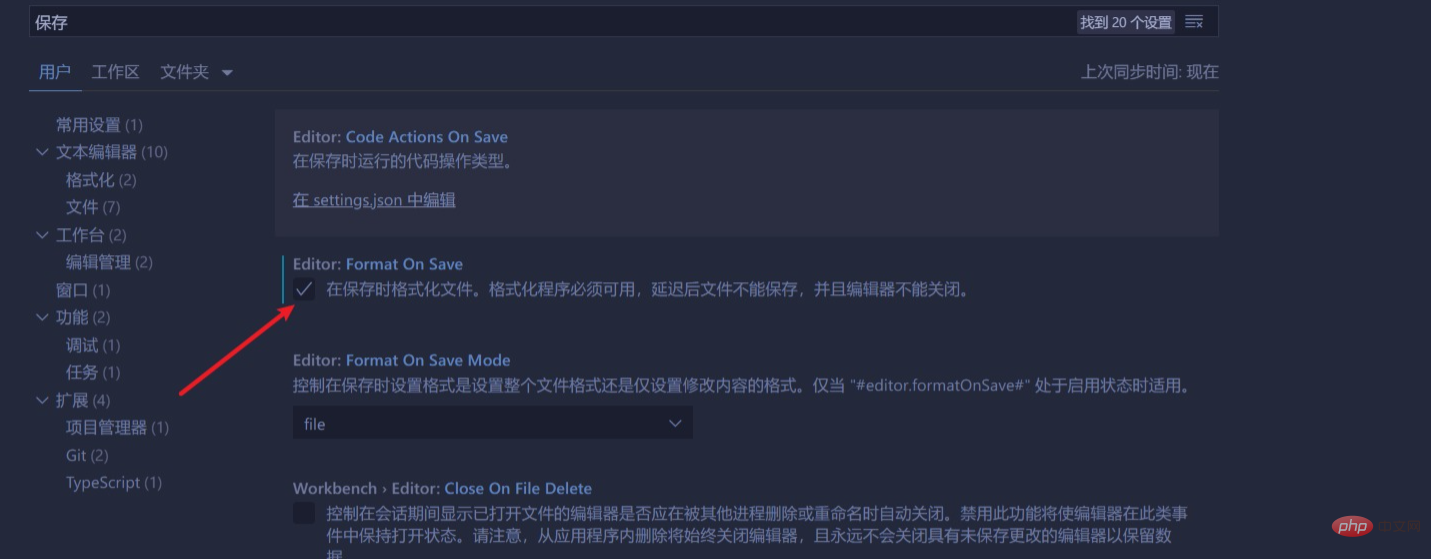 保存
找到 20 个设置
用户 工作区 文件夹
上次同步时间: 现在
常用设置 (1)
文本编辑器 (10)
格式化 (2)
文件 (7)
工作台 (2)
编辑管理 (2)
窗口 (1)
功能 (2)
调试 (1)
任务 (1)
扩展 (4)
项目管理器 (1)
Git (2)
TypeScript (1)
Editor: Code Actions On Save
在保存时运行的代码操作类型。
在 settings.json 中编辑
Editor: Format On Save
在保存时格式化文件。格式化程序必须可用，延迟后文件不能保存，并且编辑器不能关闭。
Editor: Format On Save Mode
控制在保存时设置格式是设置整个文件格式还是仅设置修改内容的格式。仅当 "#editor.formatOnSave#" 处于启用状态时适用。
file
Workbench › Editor: Close On File Delete
控制在会话期间显示已打开文件的编辑器是否应在被其他进程删除或重命名时自动关闭。禁用此功能将使编辑器在此类事
件中保持打开状态。请注意，从应用程序内删除将始终关闭编辑器，且永远不会关闭具有未保存更改的编辑器以保留数
据。
php 中文网